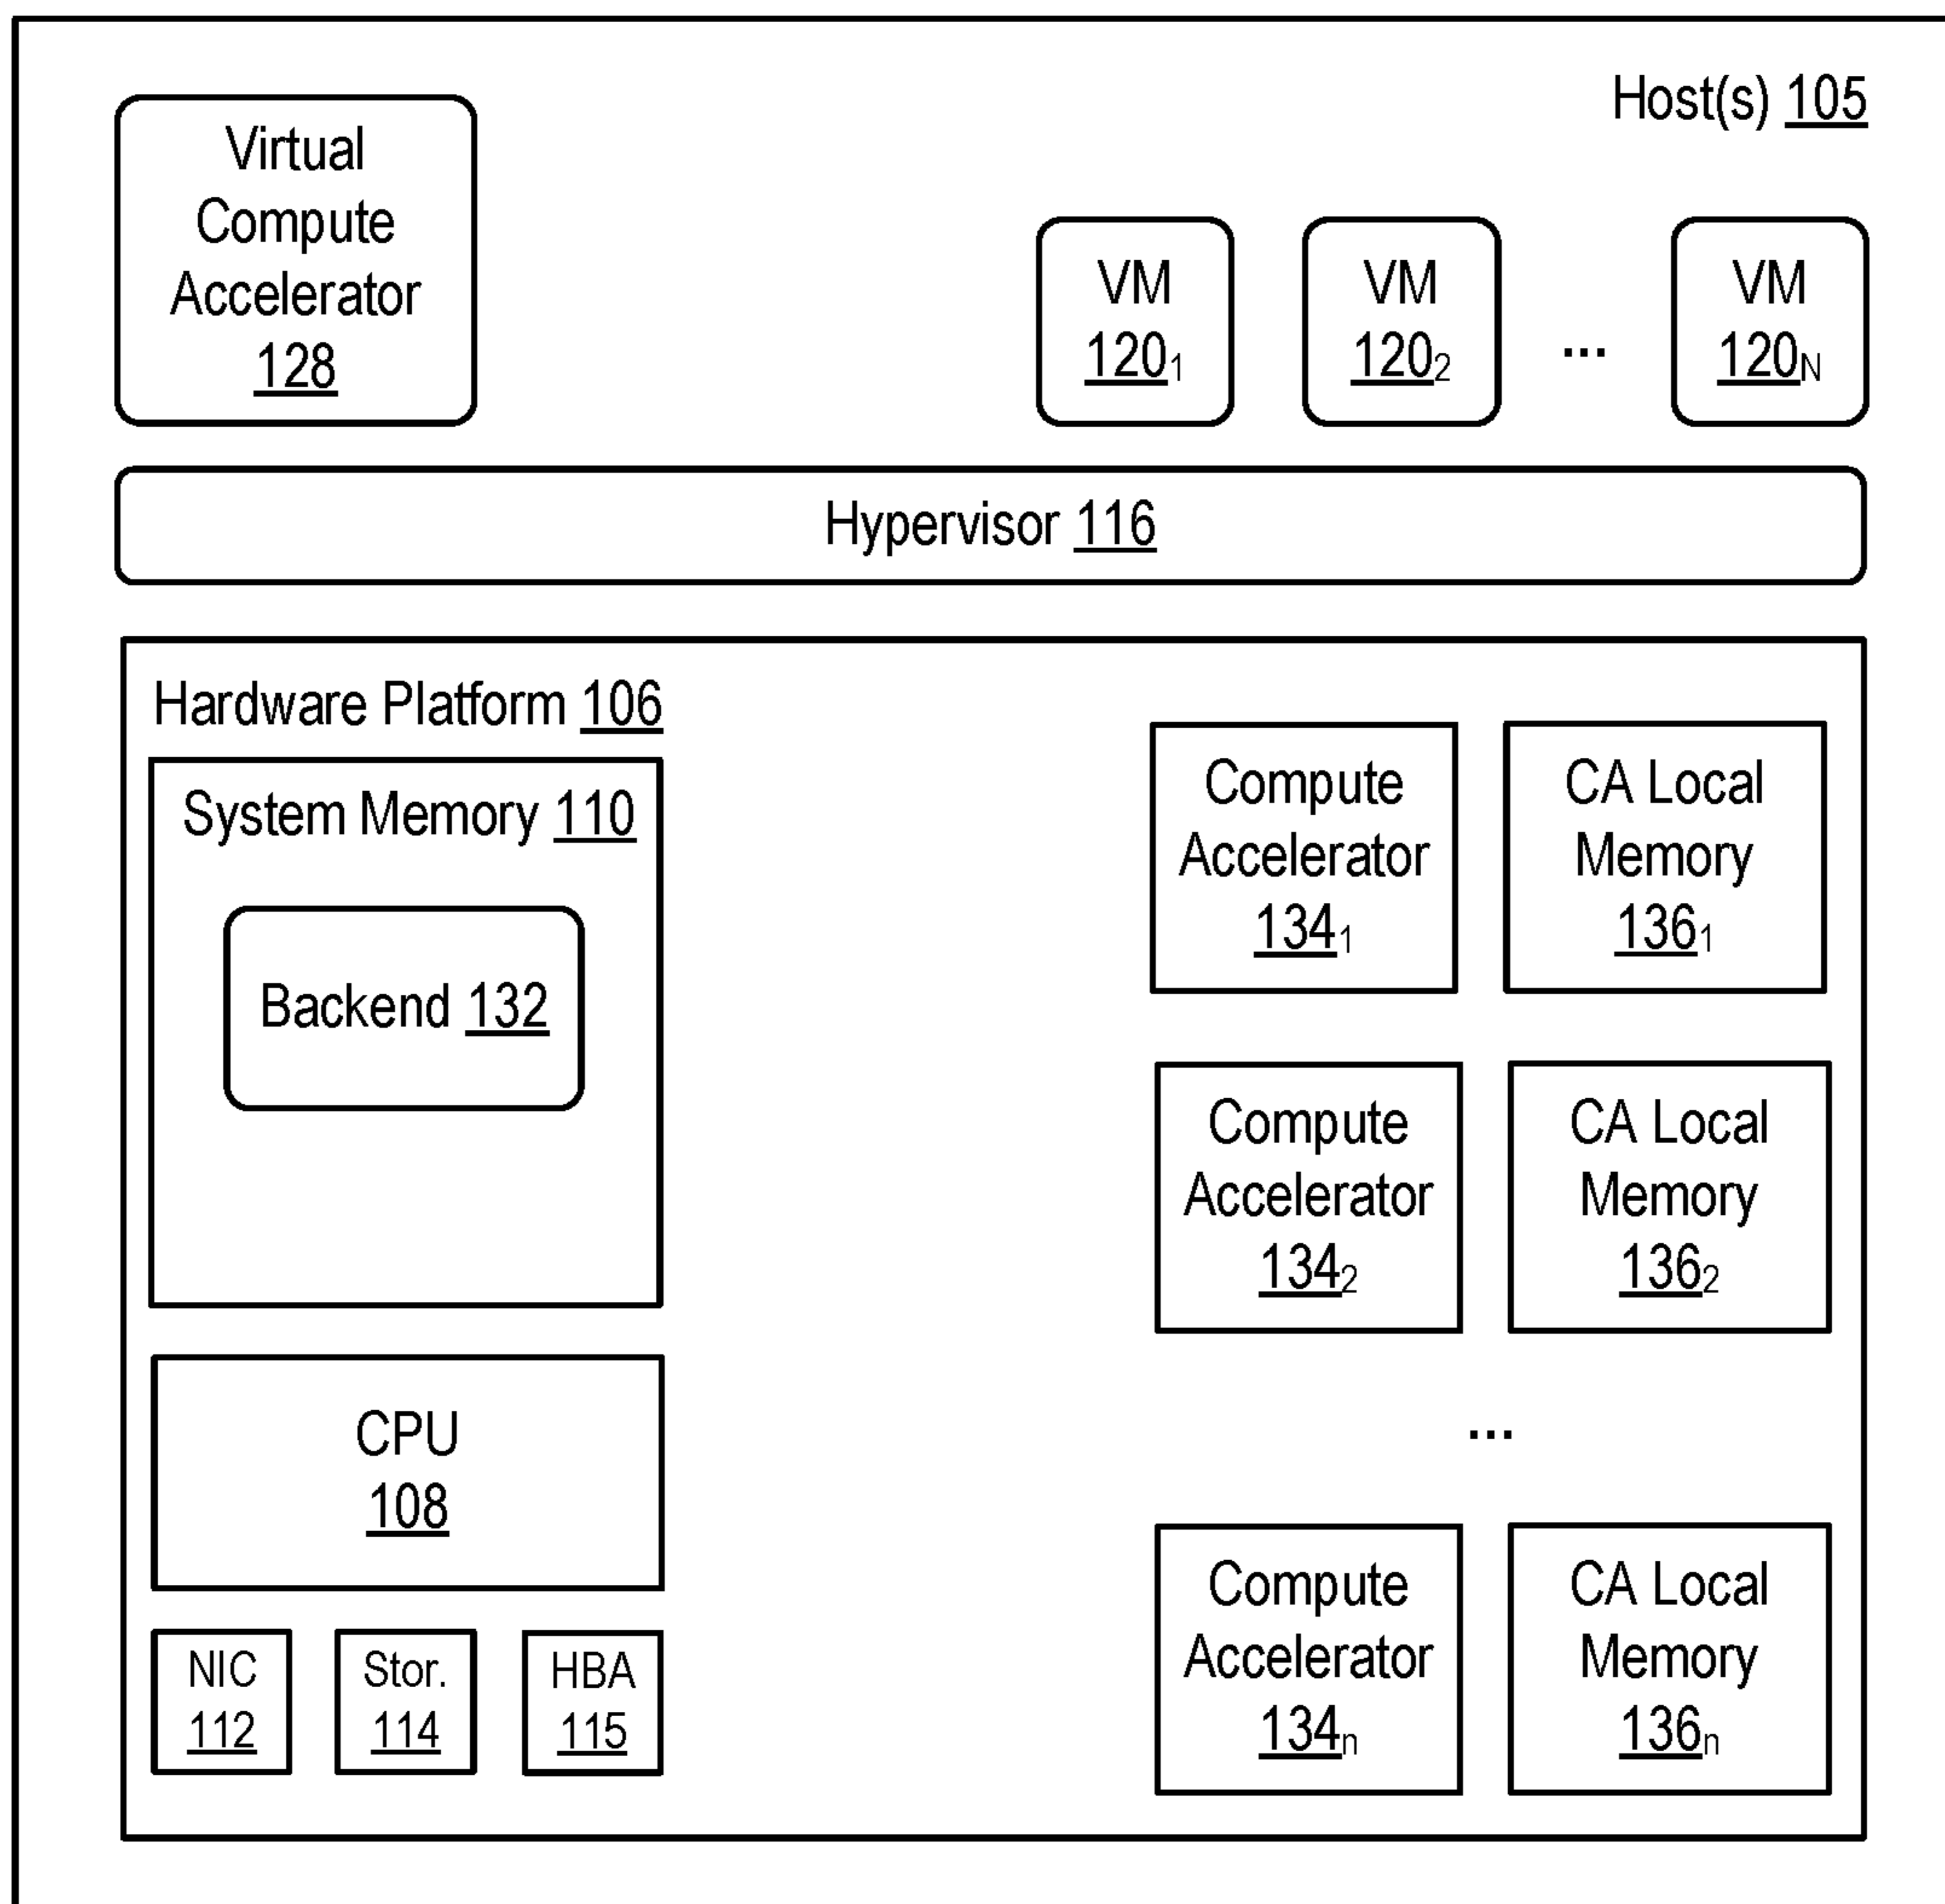 Host(s) 105
Virtual
Compute
Accelerator
128
VM
120₁
VM
120₂
...
VM
120N
Hypervisor 116
Hardware Platform 106
System Memory 110
Backend 132
CPU
108
NIC
112
Stor.
114
HBA
115
Compute
Accelerator
134₁
CA Local
Memory
136₁
Compute
Accelerator
134₂
CA Local
Memory
136₂
...
Compute
Accelerator
134n
CA Local
Memory
136n